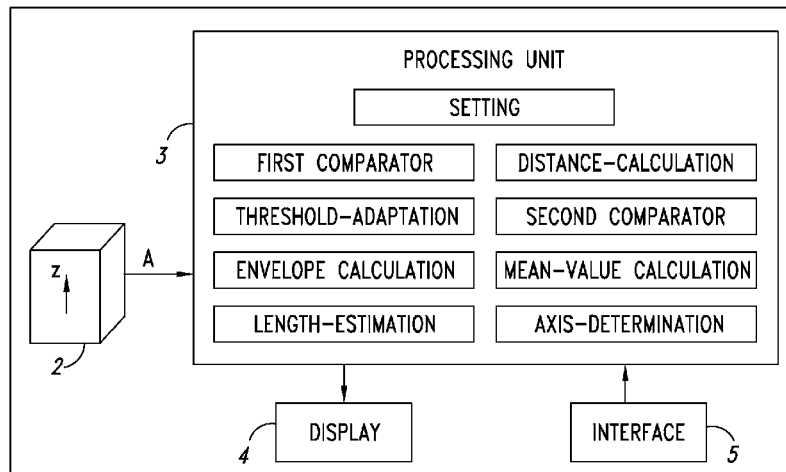 PROCESSING UNIT
SETTING
3
FIRST COMPARATOR
DISTANCE-CALCULATION
THRESHOLD-ADAPTATION
SECOND COMPARATOR
z
A
ENVELOPE CALCULATION
MEAN-VALUE CALCULATION
LENGTH-ESTIMATION
AXIS-DETERMINATION
2
4
DISPLAY
INTERFACE
5